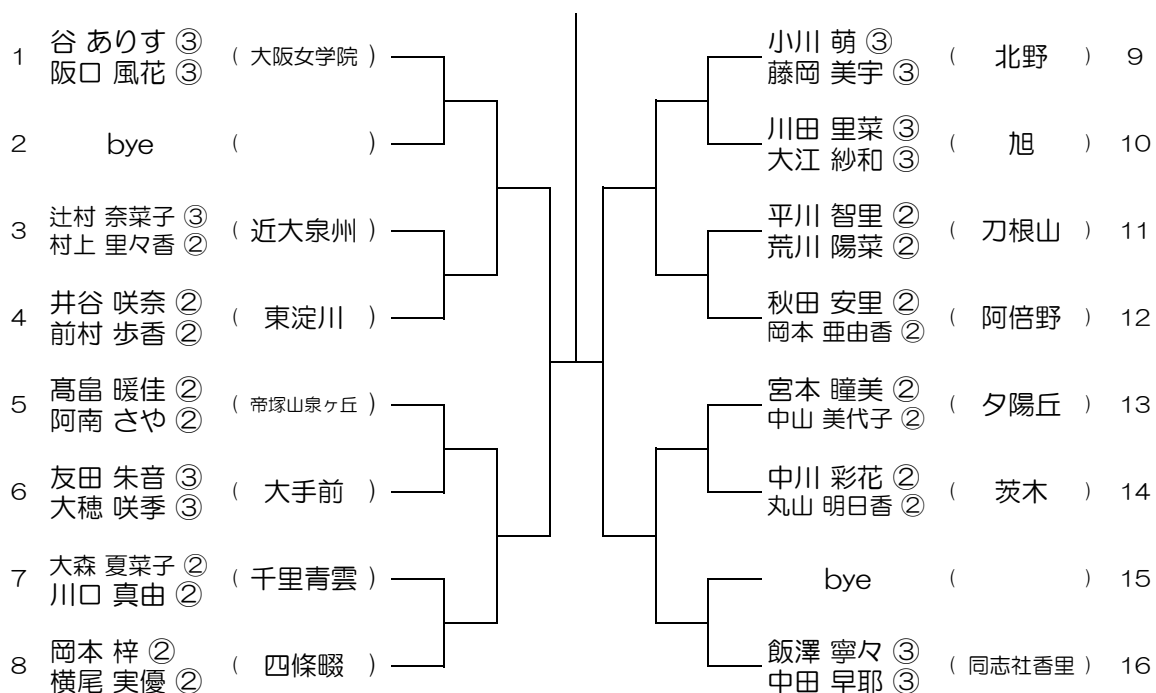 1 谷 ありす ③ ( 大阪女学院 )
阪口 風花 ③
2 bye ( )
3 辻村 奈菜子 ③ ( 近大泉州 )
村上 里々香 ②
4 井谷 咲奈 ② ( 東淀川 )
前村 歩香 ②
5 髙畠 暖佳 ② ( 帝塚山泉ヶ丘 )
阿南 さや ②
6 友田 朱音 ③ ( 大手前 )
大穂 咲季 ③
7 大森 夏菜子 ② ( 千里青雲 )
川口 真由 ②
8 岡本 梓 ② ( 四條畷 )
横尾 実優 ②
小川 萌 ③ ( 北野 ) 9
藤岡 美宇 ③
川田 里菜 ③ ( 旭 ) 10
大江 紗和 ③
平川 智里 ② ( 刀根山 ) 11
荒川 陽菜 ②
秋田 安里 ② ( 阿倍野 ) 12
岡本 亜由香 ②
宮本 瞳美 ② ( 夕陽丘 ) 13
中山 美代子 ②
中川 彩花 ② ( 茨木 ) 14
丸山 明日香 ②
bye ( ) 15
飯澤 寧々 ③ ( 同志社香里 ) 16
中田 早耶 ③